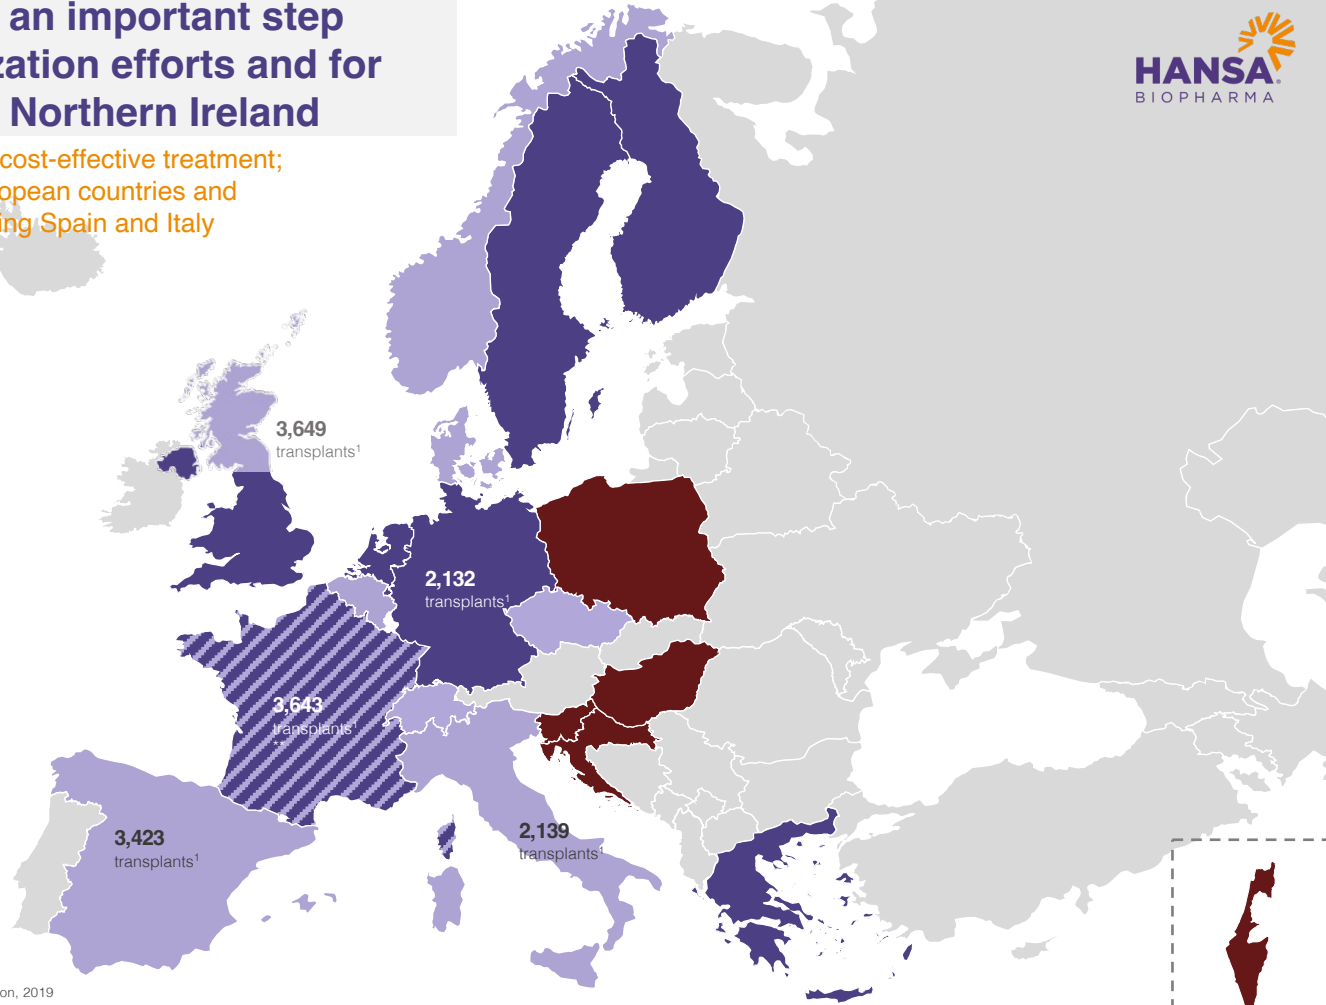 an important step
zation efforts and for
Northern Ireland
cost-effective treatment;
opean countries and
ing Spain and Italy
HANSA
BIOPHARMA
3,649
transplants¹
2,132
transplants¹
3,643
transplants¹
**
3,423
transplants¹
2,139
transplants¹
on, 2019